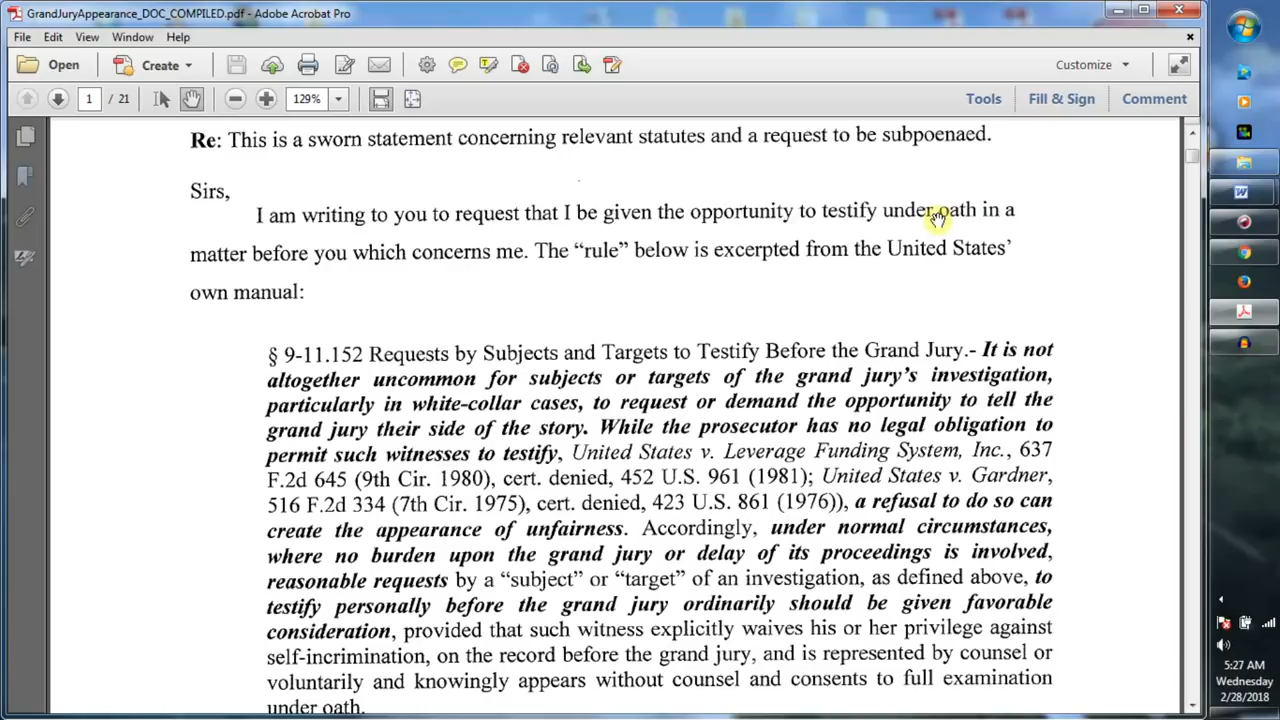 GrandJuryAppearance_DOC_COMPILED.pdf - Adobe Acrobat Pro
File Edit View Window Help
Open Create Customize
1 / 21 129% Tools Fill & Sign Comment
Re: This is a sworn statement concerning relevant statutes and a request to be subpoenaed.
Sirs,
I am writing to you to request that I be given the opportunity to testify under oath in a
matter before you which concerns me. The “rule” below is excerpted from the United States’
own manual:
§ 9-11.152 Requests by Subjects and Targets to Testify Before the Grand Jury.- It is not
altogether uncommon for subjects or targets of the grand jury’s investigation,
particularly in white-collar cases, to request or demand the opportunity to tell the
grand jury their side of the story. While the prosecutor has no legal obligation to
permit such witnesses to testify, United States v. Leverage Funding System, Inc., 637
F.2d 645 (9th Cir. 1980), cert. denied, 452 U.S. 961 (1981); United States v. Gardner,
516 F.2d 334 (7th Cir. 1975), cert. denied, 423 U.S. 861 (1976)), a refusal to do so can
create the appearance of unfairness. Accordingly, under normal circumstances,
where no burden upon the grand jury or delay of its proceedings is involved,
reasonable requests by a “subject” or “target” of an investigation, as defined above, to
testify personally before the grand jury ordinarily should be given favorable
consideration, provided that such witness explicitly waives his or her privilege against
self-incrimination, on the record before the grand jury, and is represented by counsel or
voluntarily and knowingly appears without counsel and consents to full examination
under oath.
5:27 AM
Wednesday
2/28/2018